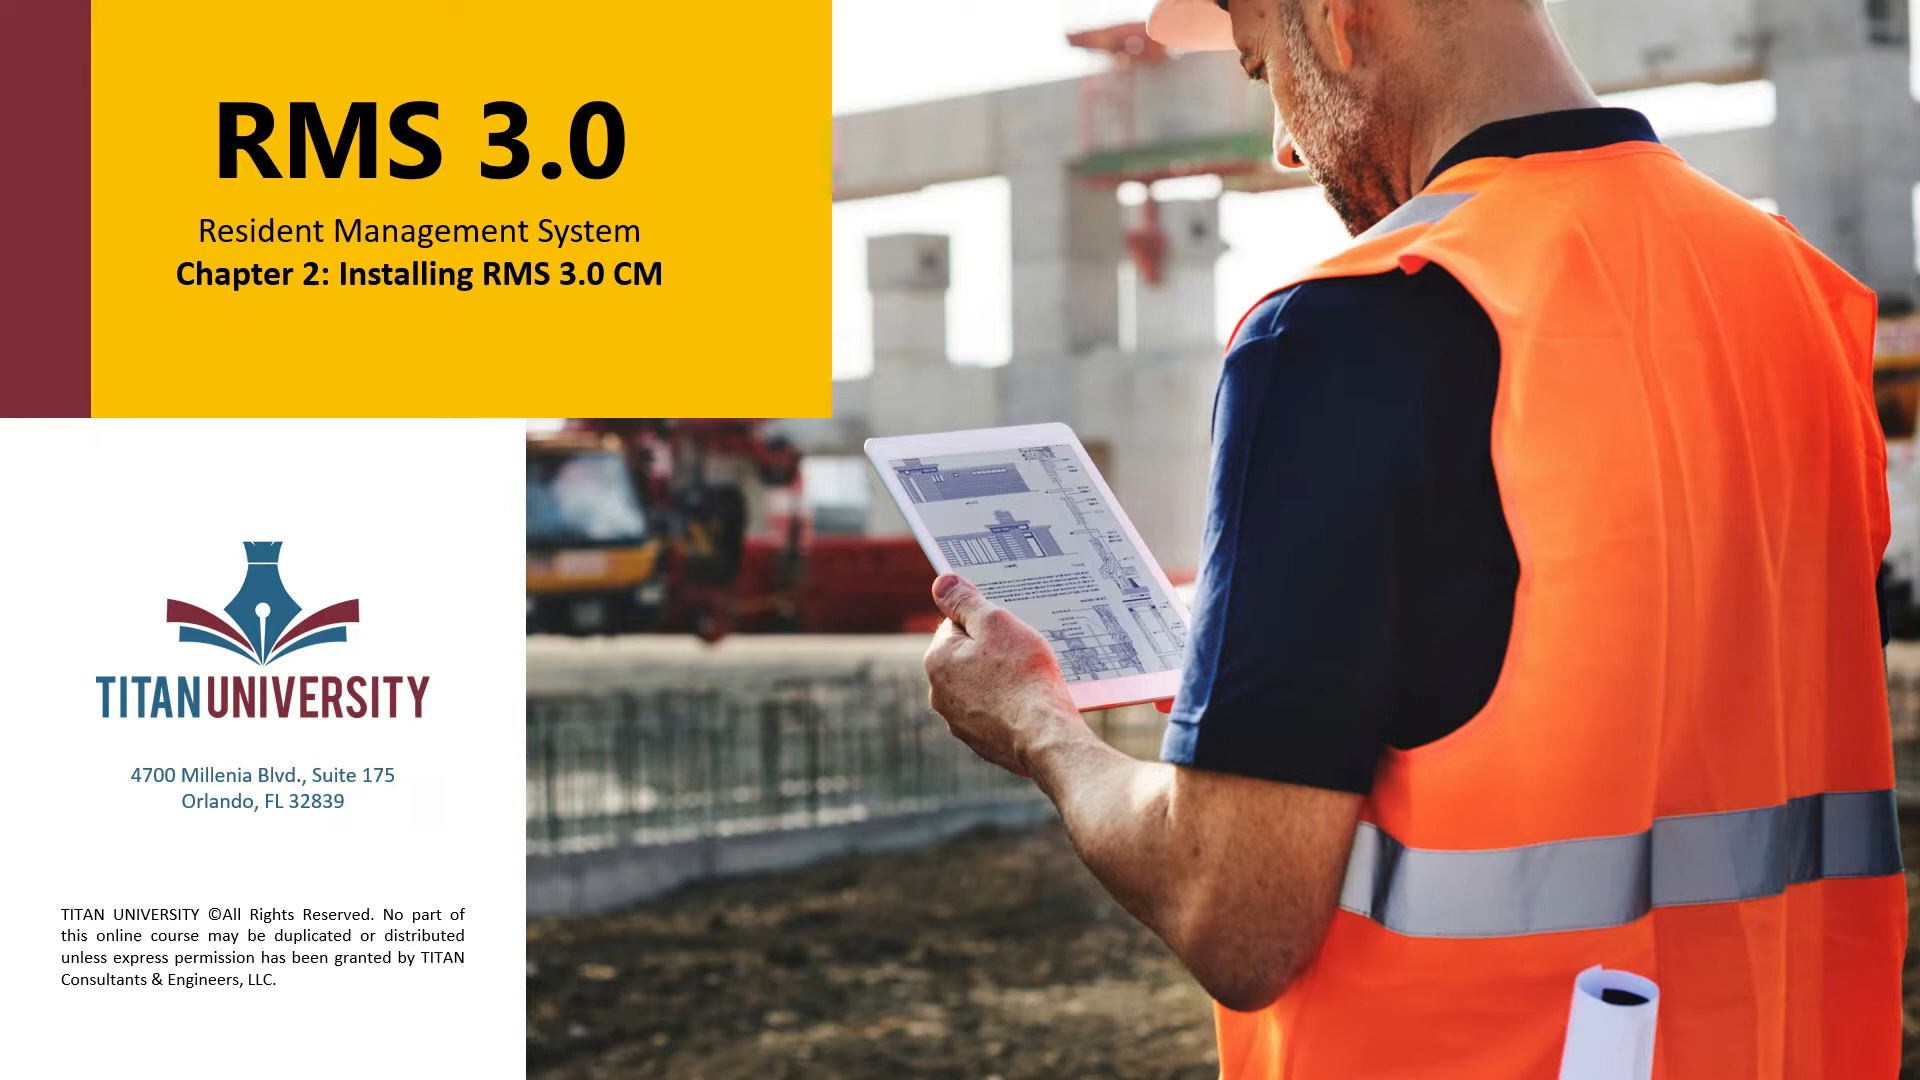 RMS 3.0
Resident Management System
Chapter 2: Installing RMS 3.0 CM
TITAN UNIVERSITY
4700 Millenia Blvd., Suite 175
Orlando, FL 32839
TITAN UNIVERSITY ©All Rights Reserved. No part of
this online course may be duplicated or distributed
unless express permission has been granted by TITAN
Consultants & Engineers, LLC.